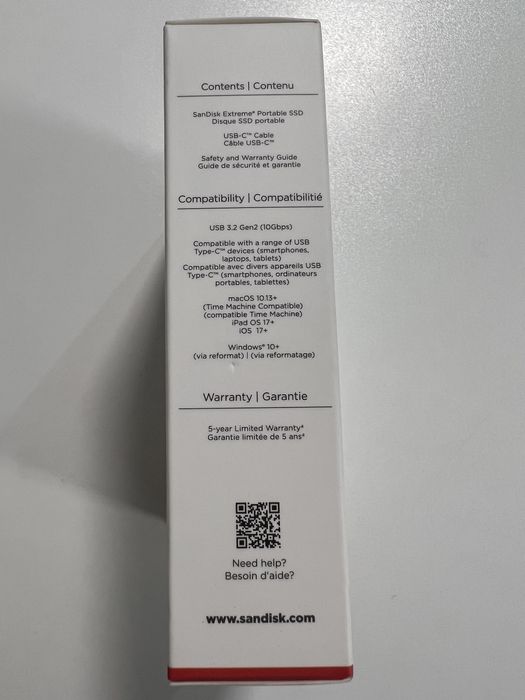 Contents | Contenu
SanDisk Extreme® Portable SSD
Disque SSD portable
USB-C™ Cable
Câble USB-C™
Safety and Warranty Guide
Guide de sécurité et garantie
Compatibility | Compatibilitié
USB 3.2 Gen2 (10Gbps)
Compatible with a range of USB
Type-C™ devices (smartphones,
laptops, tablets)
Compatible avec divers appareils USB
Type-C™ (smartphones, ordinateurs
portables, tablettes)
macOS 10.13+
(Time Machine Compatible)
(compatible Time Machine)
iPad OS 17+
iOS 17+
Windows® 10+
(via reformat) | (via reformatage)
Warranty | Garantie
5-year Limited Warranty⁴
Garantie limitée de 5 ans⁴
Need help?
Besoin d'aide?
www.sandisk.com